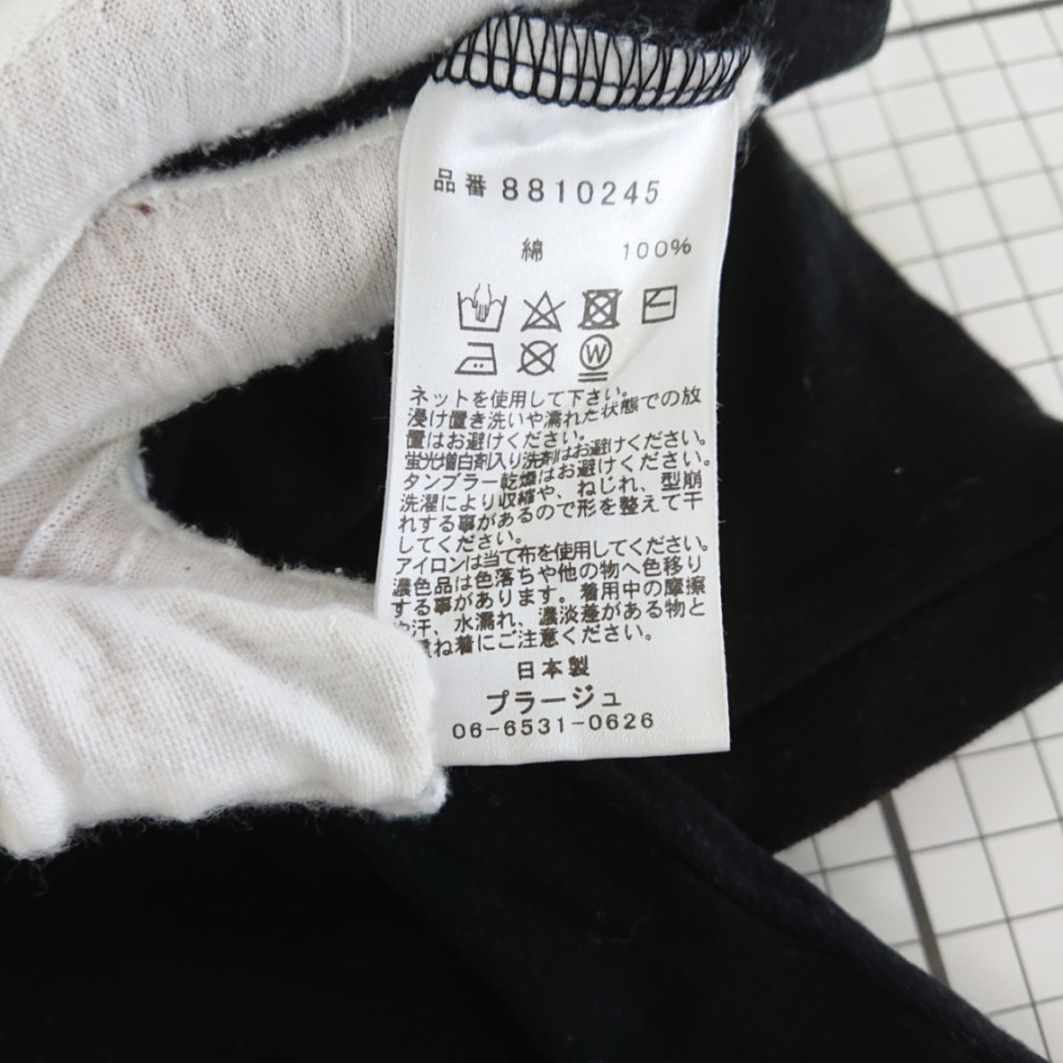 品番 8810245
綿 100%
W
ネットを使用して下さい。
浸け置き洗いや濡れた状態での放
置はお避けください。
蛍光増白剤入り洗剤はお避けください。
タンブラー乾燥はお避けください。
洗濯により収縮や、ねじれ、型崩
れする事があるので形を整えて干
してください。
アイロンは当て布を使用してください。
濃色品は色落ちや他の物へ色移り
する事があります。着用中の摩擦
や汗、水濡れ、濃淡差がある物と
重ね着にご注意ください。
日本製
プラージュ
06-6531-0626